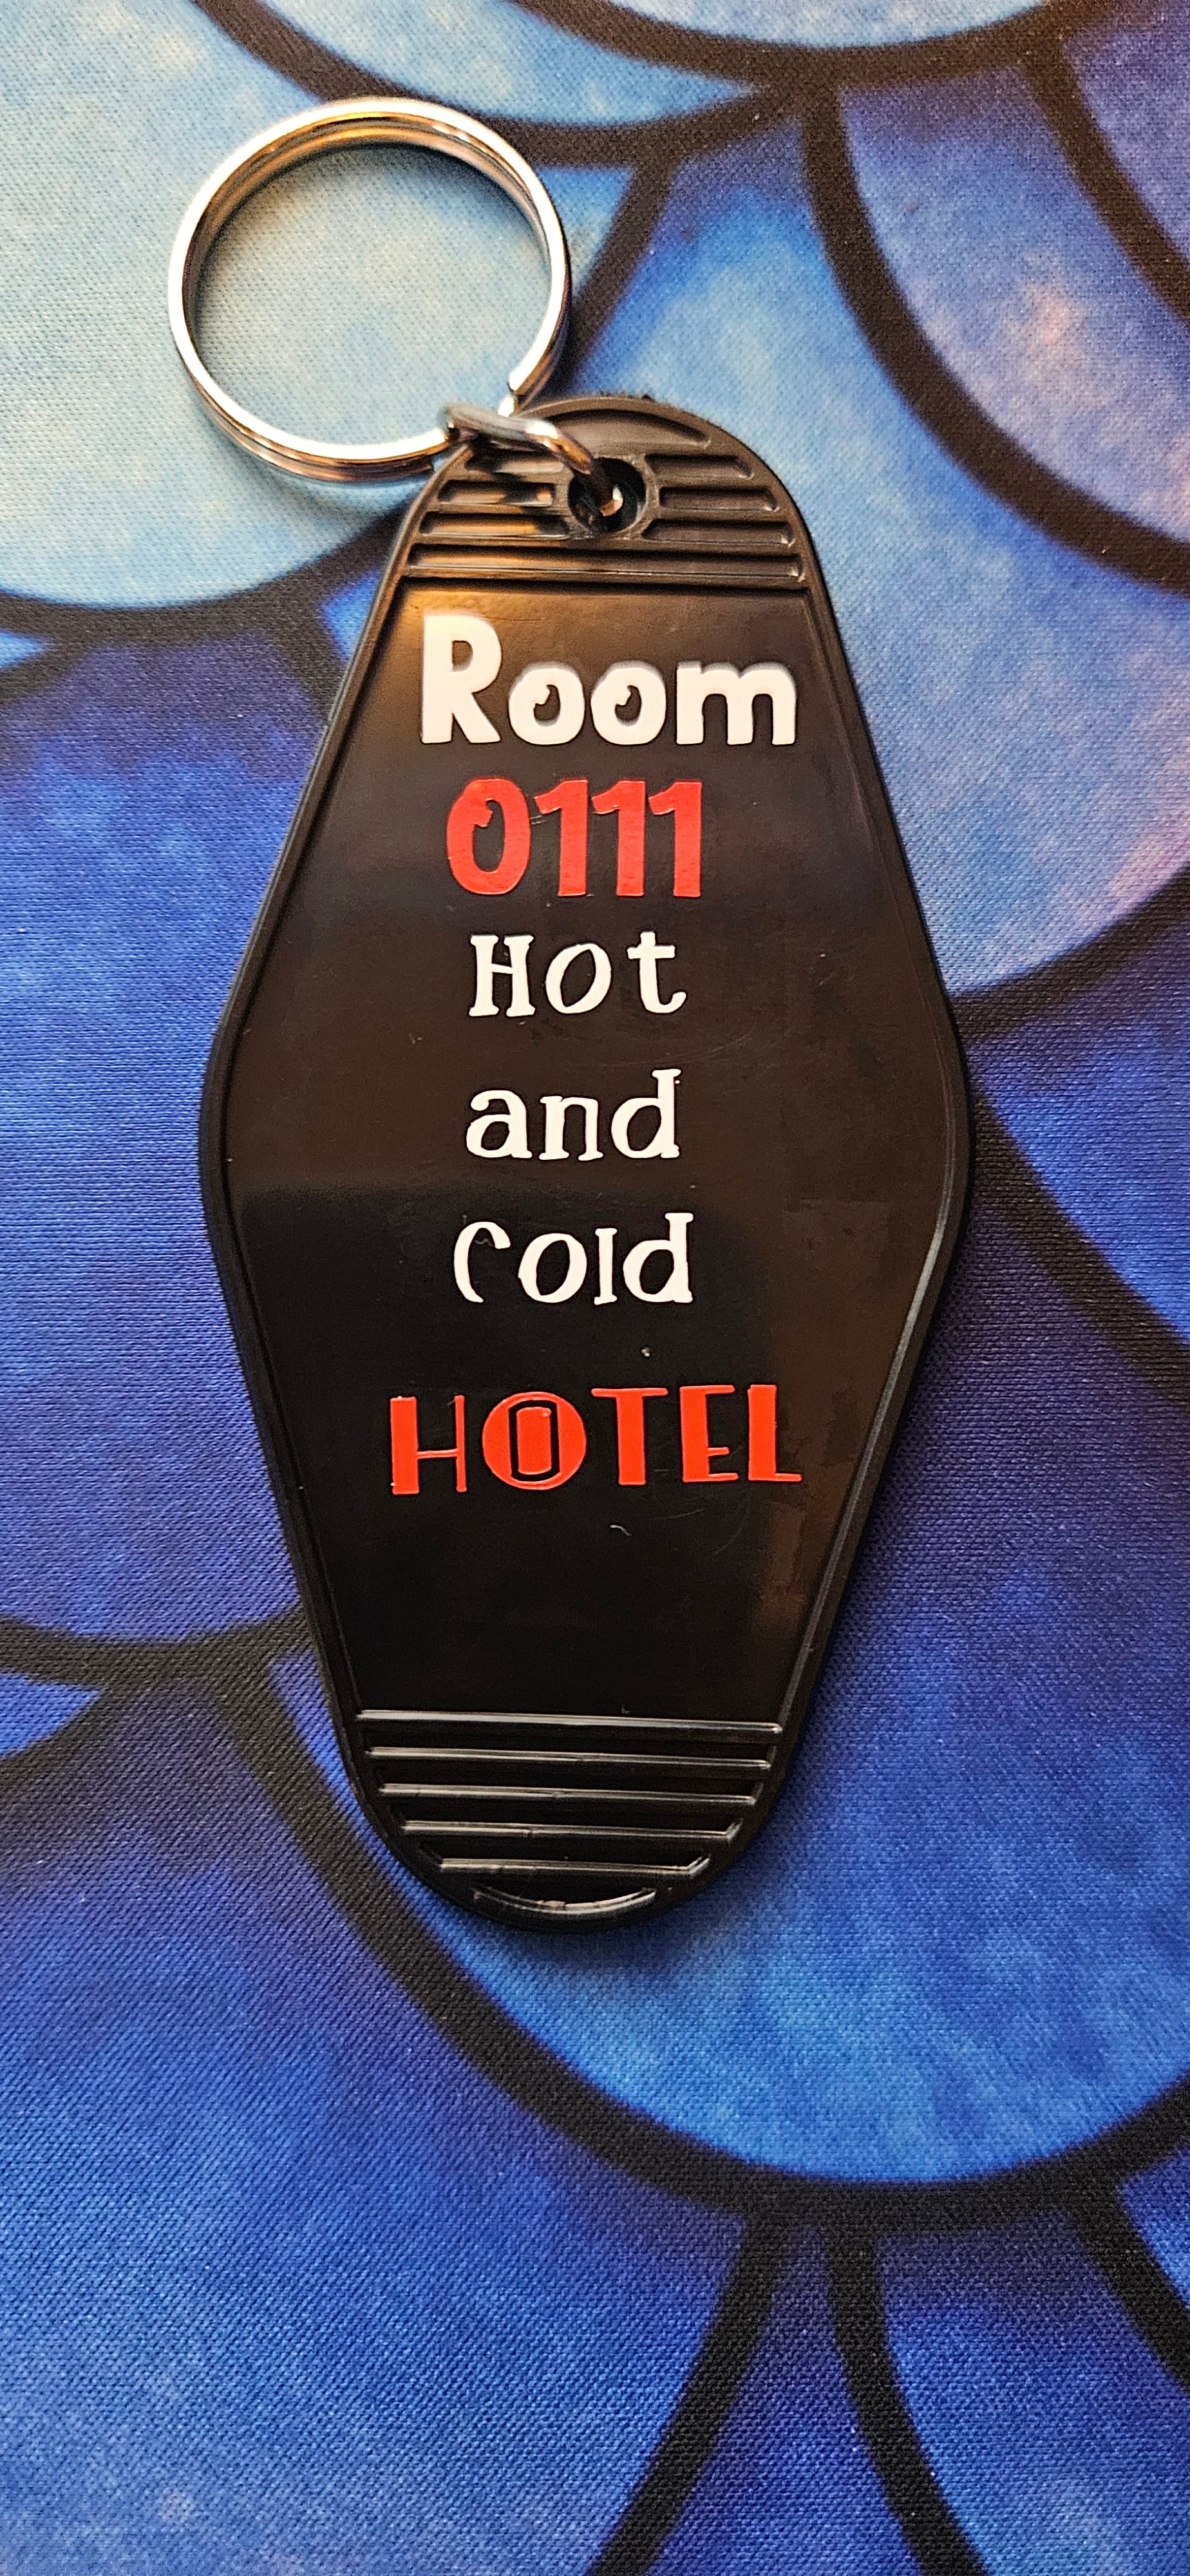 Room
0111
Hot
and
Cold
HOTEL